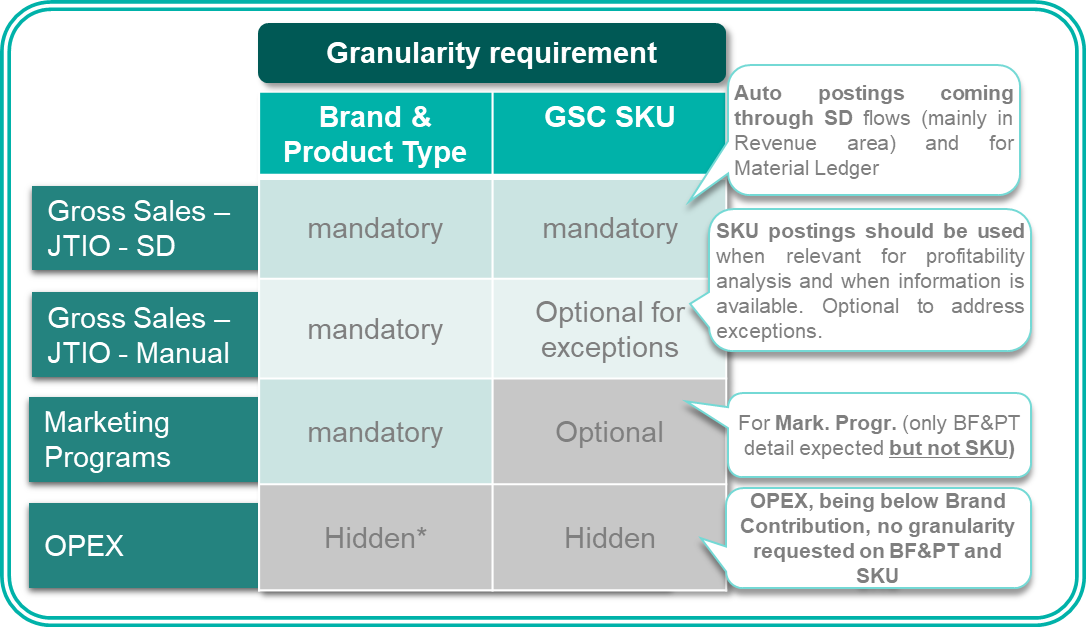 Granularity requirement
Brand &
Product Type
GSC SKU
Auto postings coming
through SD flows (mainly in
Revenue area) and for
Material Ledger
Gross Sales –
JTIO - SD
mandatory
mandatory
SKU postings should be used
when relevant for profitability
analysis and when information is
available. Optional to address
exceptions.
Gross Sales –
JTIO - Manual
mandatory
Optional for
exceptions
Marketing
Programs
mandatory
Optional
For Mark. Progr. (only BF&PT
detail expected but not SKU)
OPEX
Hidden*
Hidden
OPEX, being below Brand
Contribution, no granularity
requested on BF&PT and
SKU